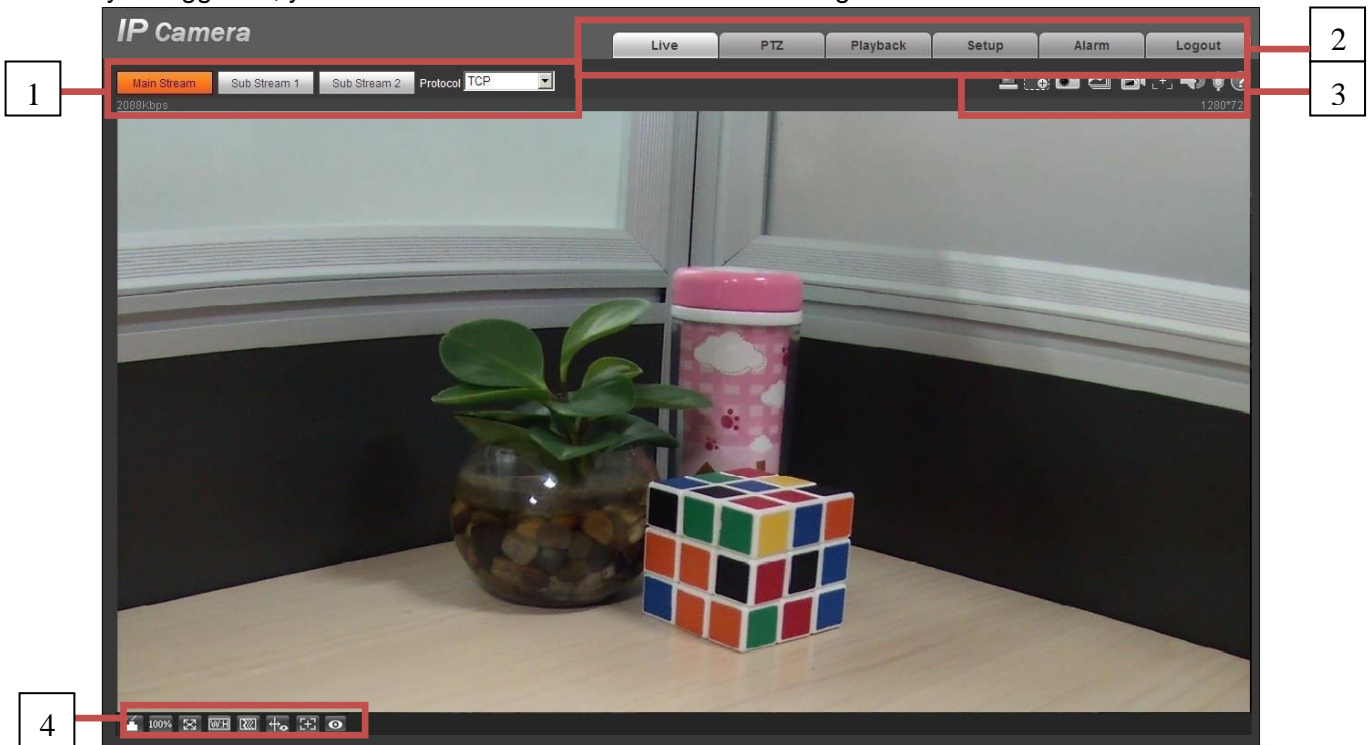 IP Camera
Live PTZ Playback Setup Alarm Logout
2
1
Main Stream Sub Stream 1 Sub Stream 2 Protocol TCP
3
2088Kbps
1280*72
4
100% W:H